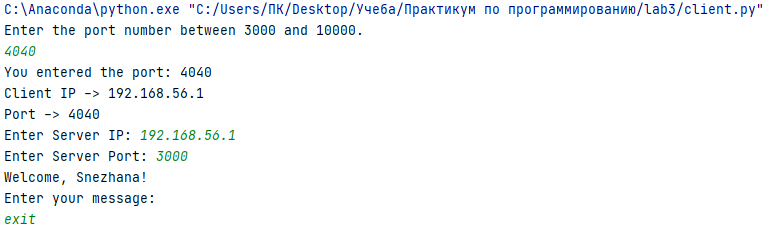 C:\Anaconda\python.exe "C:/Users/ПК/Desktop/Учеба/Практикум по программированию/lab3/client.py"
Enter the port number between 3000 and 10000.
4040
You entered the port: 4040
Client IP -> 192.168.56.1
Port -> 4040
Enter Server IP: 192.168.56.1
Enter Server Port: 3000
Welcome, Snezhana!
Enter your message:
exit